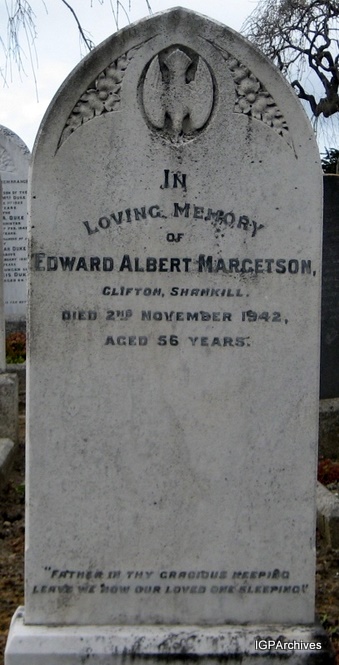 IN
LOVING MEMORY
OF
EDWARD ALBERT MARGETSON,
CLIFTON, SHANKILL.
DIED 2ND NOVEMBER 1942,
AGED 56 YEARS.
"FATHER IN THY GRACIOUS KEEPING
LEAVE WE NOW OUR LOVED ONE SLEEPING."
IGPArchives